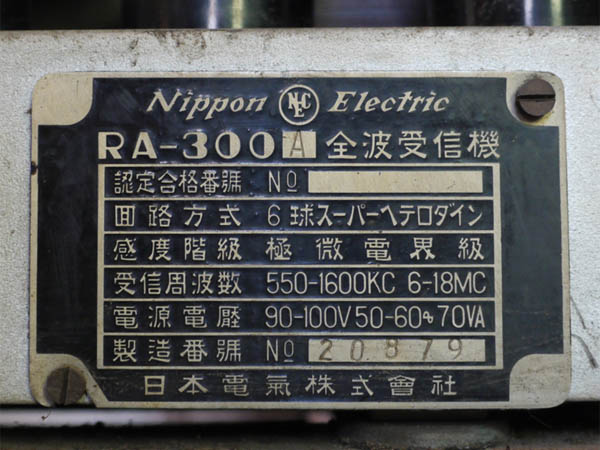 Nippon NEC Electric
RA-300A 全波受信機
認定合格番號 Nº
回路方式 6球スーパーヘテロダイン
感度階級 極微電界級
受信周波数 550-1600KC 6-18MC
電源電壓 90-100V 50-60∿ 70VA
製造番號 Nº 20879
日本電氣株式會社